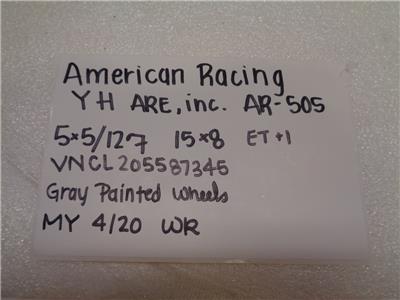 American Racing
YH ARE, inc. AR-505
5x5/127 15x8 ET+1
VNCL205587345
Gray Painted Wheels
MY 4/20 WR